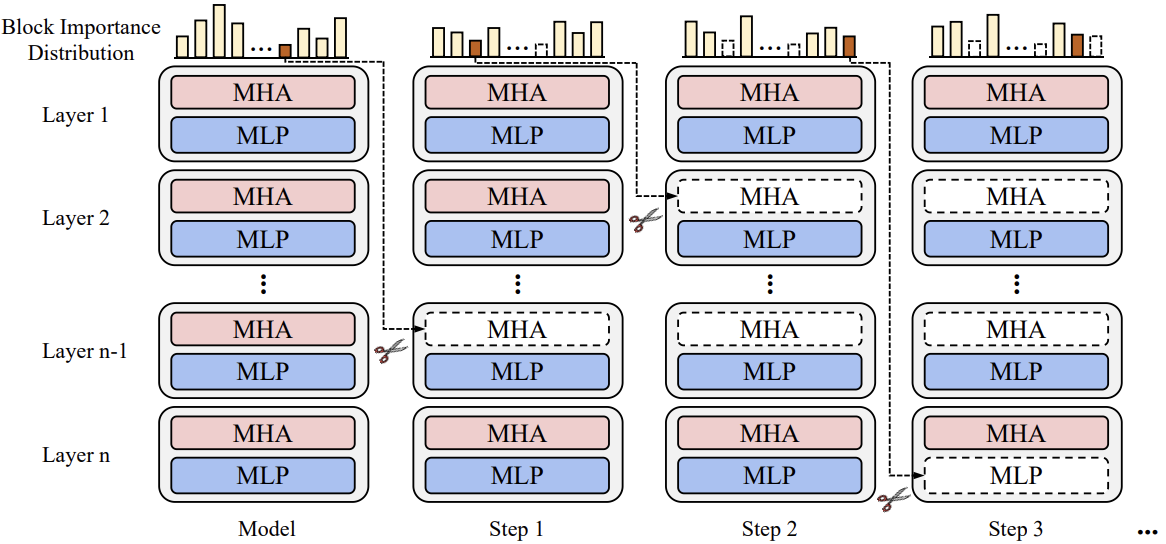 Block Importance
Distribution
Layer 1
MHA MHA MHA MHA
MLP MLP MLP MLP
Layer 2
MHA MHA MHA MHA
MLP MLP MLP MLP
Layer n-1
MHA MHA MHA MHA
MLP MLP MLP MLP
Layer n
MHA MHA MHA MHA
MLP MLP MLP MLP
Model Step 1 Step 2 Step 3 ...